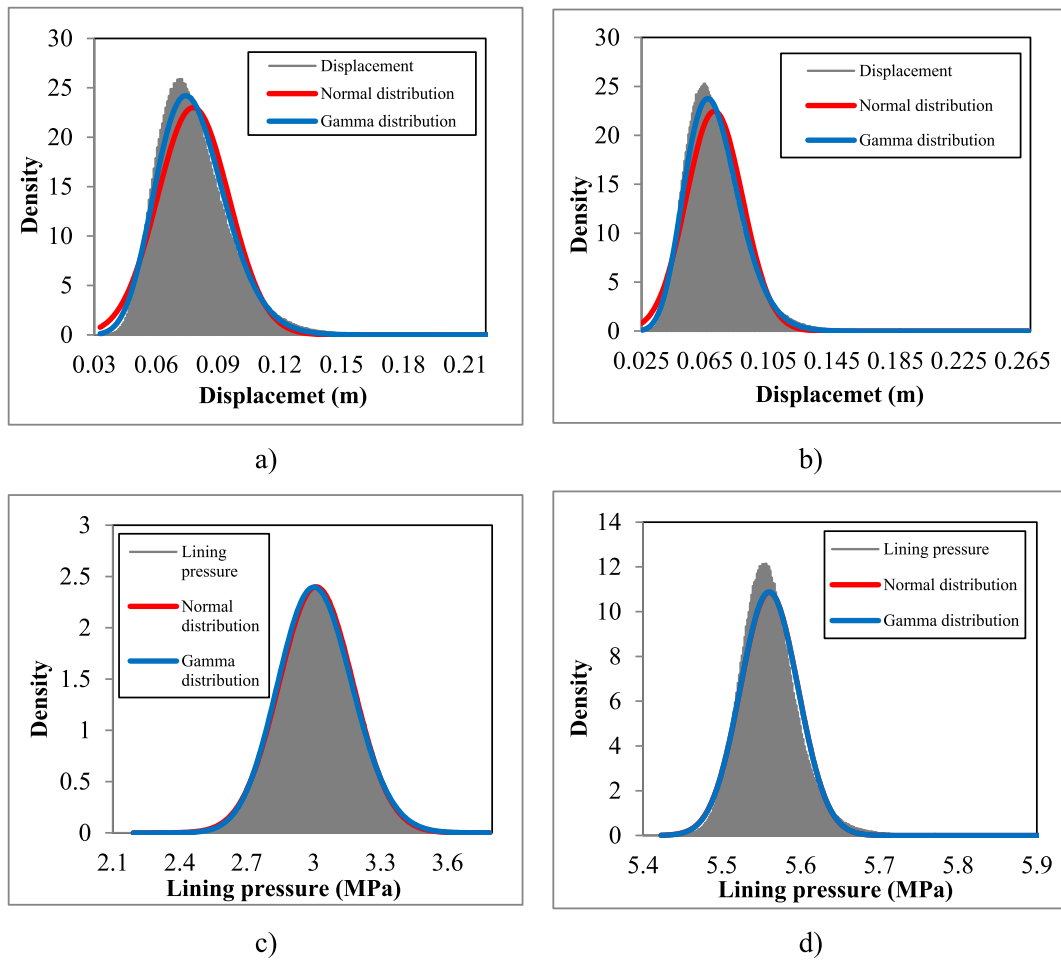 30
25
20
15
10
5
0
Density
Displacement
Normal distribution
Gamma distribution
0.03 0.06 0.09 0.12 0.15 0.18 0.21
Displacemet (m)
a)
30
25
20
15
10
5
0
Density
Displacement
Normal distribution
Gamma distribution
0.025 0.065 0.105 0.145 0.185 0.225 0.265
Displacemet (m)
b)
3
2.5
2
1.5
1
0.5
0
Density
Lining
pressure
Normal
distribution
Gamma
distribution
2.1 2.4 2.7 3 3.3 3.6
Lining pressure (MPa)
c)
14
12
10
8
6
4
2
0
Density
Lining pressure
Normal distribution
Gamma distribution
5.4 5.5 5.6 5.7 5.8 5.9
Lining pressure (MPa)
d)